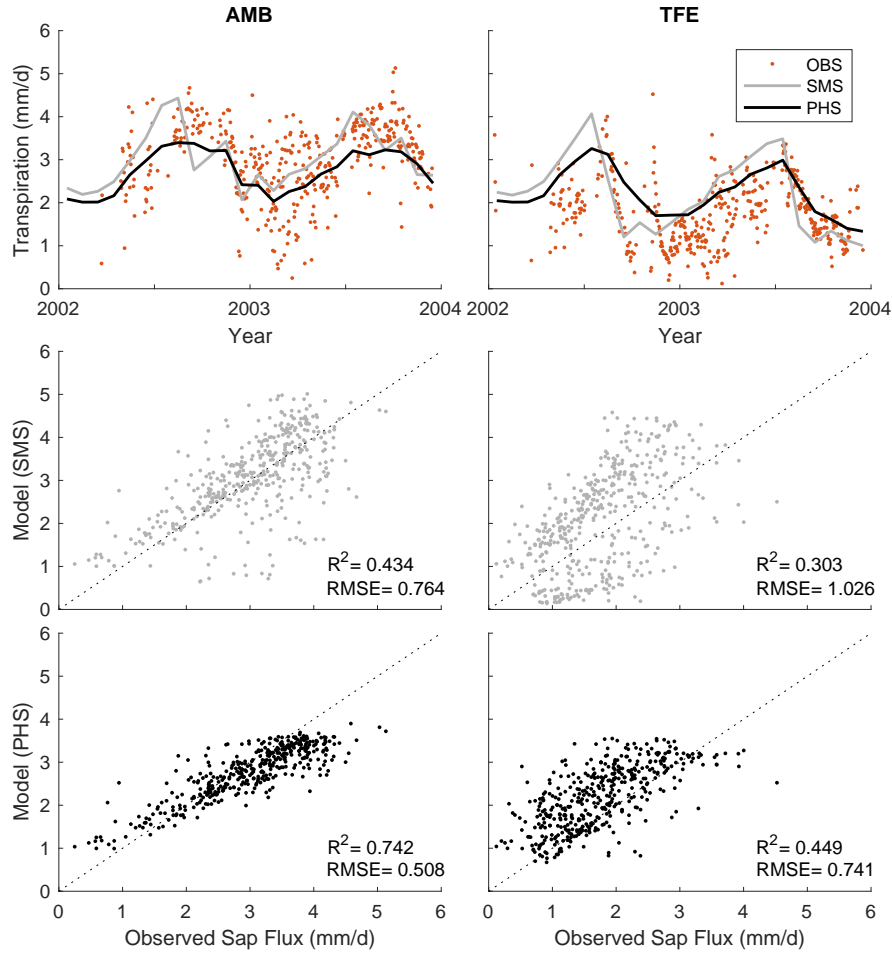 AMB
TFE
Transpiration (mm/d)
6
5
4
3
2
1
0
OBS
SMS
PHS
2002
2003
2004
2002
2003
2004
Year
Year
Model (SMS)
6
5
4
3
2
1
0
R²= 0.434
RMSE= 0.764
R²= 0.303
RMSE= 1.026
Model (PHS)
6
5
4
3
2
1
0
R²= 0.742
RMSE= 0.508
R²= 0.449
RMSE= 0.741
0 1 2 3 4 5 6
0 1 2 3 4 5 6
Observed Sap Flux (mm/d)
Observed Sap Flux (mm/d)